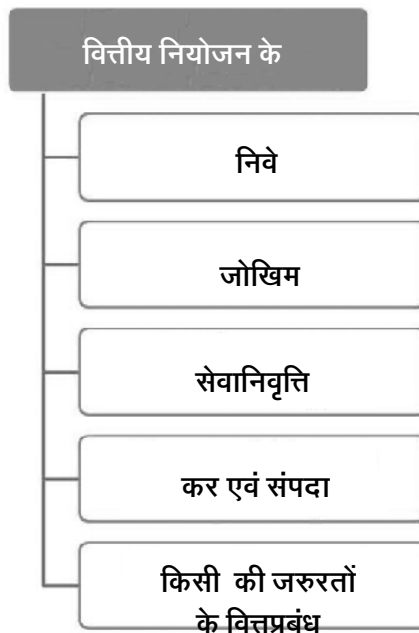 वित्तीय नियोजन के
निवे
जोखिम
सेवानिवृत्ति
कर एवं संपदा
किसी की जरुरतों
के वित्तप्रबंध